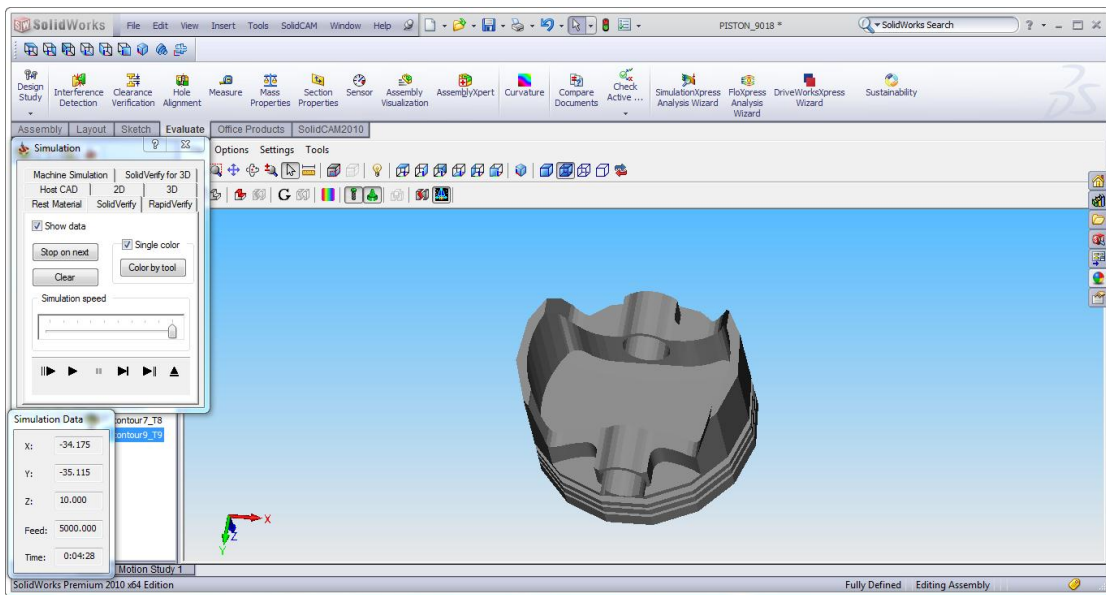 SolidWorks File Edit View Insert Tools SolidCAM Window Help PISTON_9018 * SolidWorks Search ?
Design Study
Interference Detection
Clearance Verification
Hole Alignment
Measure
Mass Properties
Section Properties
Sensor
Assembly Visualization
AssemblyXpert
Curvature
Compare Documents
Check Active ...
SimulationXpress Analysis Wizard
FloXpress Analysis Wizard
DriveWorksXpress Wizard
Sustainability
Assembly Layout Sketch Evaluate Office Products SolidCAM2010
Simulation ?
Options Settings Tools
Machine Simulation SolidVerify for 3D
Host CAD 2D 3D
Rest Material SolidVerify RapidVerify
Show data
Single color
Stop on next
Color by tool
Clear
Simulation speed
G
Simulation Data
contour7_T8
contour9_T9
X: -34.175
Y: -35.115
Z: 10.000
Feed: 5000.000
Time: 0:04:28
X
Z
Y
Motion Study 1
SolidWorks Premium 2010 x64 Edition Fully Defined Editing Assembly